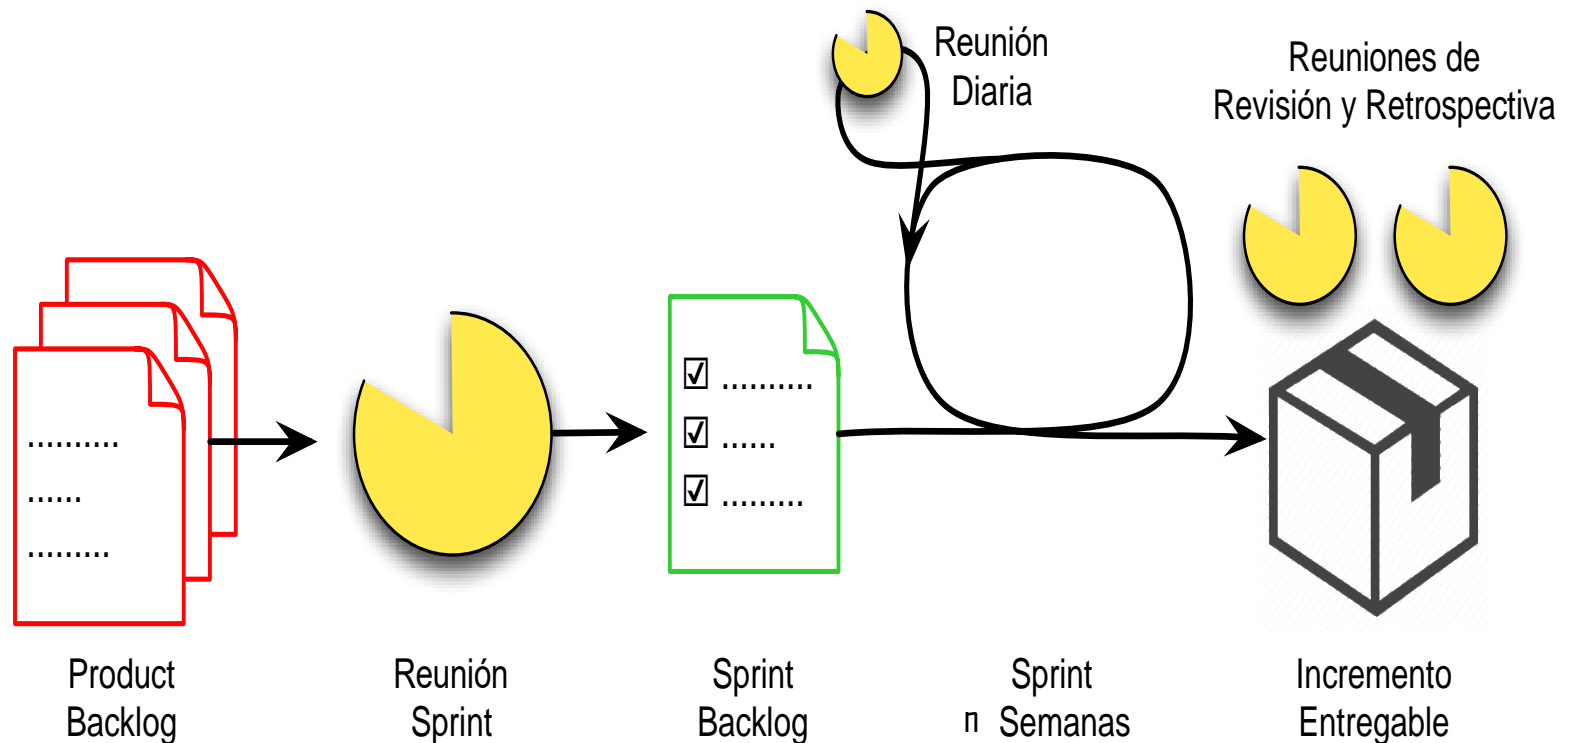 Reunión
Diaria
Reuniones de
Revisión y Retrospectiva
☑ ..........
☑ ......
☑ .........
..........
......
.........
Product
Backlog
Reunión
Sprint
Sprint
Backlog
Sprint
n Semanas
Incremento
Entregable